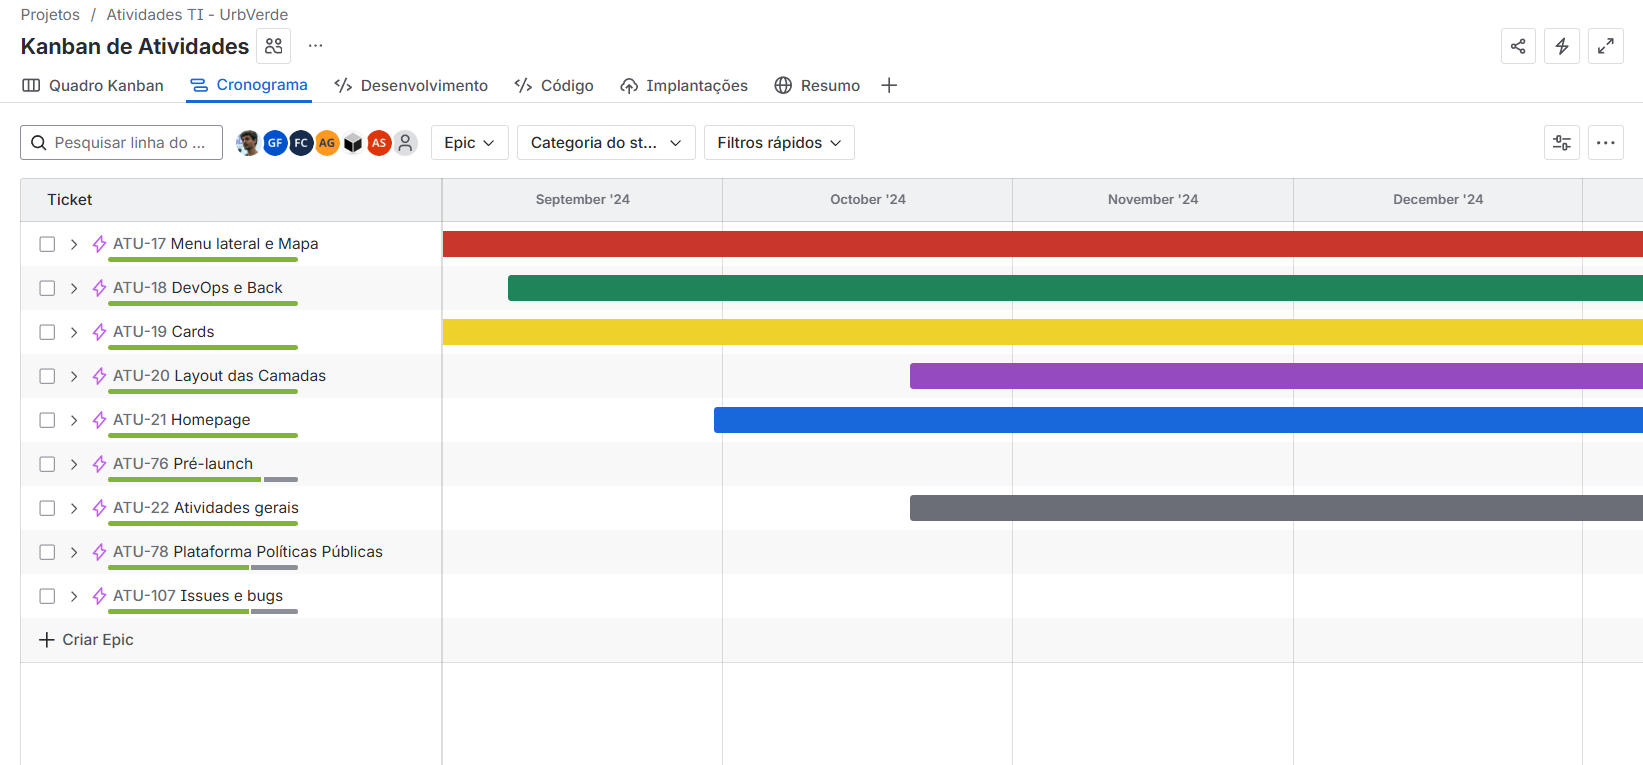 Projetos / Atividades TI - UrbVerde
Kanban de Atividades
Quadro Kanban Cronograma Desenvolvimento Código Implantações Resumo
Pesquisar linha do ... GF FC AG AS Epic Categoria do st... Filtros rápidos
Ticket September '24 October '24 November '24 December '24
ATU-17 Menu lateral e Mapa
ATU-18 DevOps e Back
ATU-19 Cards
ATU-20 Layout das Camadas
ATU-21 Homepage
ATU-76 Pré-launch
ATU-22 Atividades gerais
ATU-78 Plataforma Políticas Públicas
ATU-107 Issues e bugs
Criar Epic